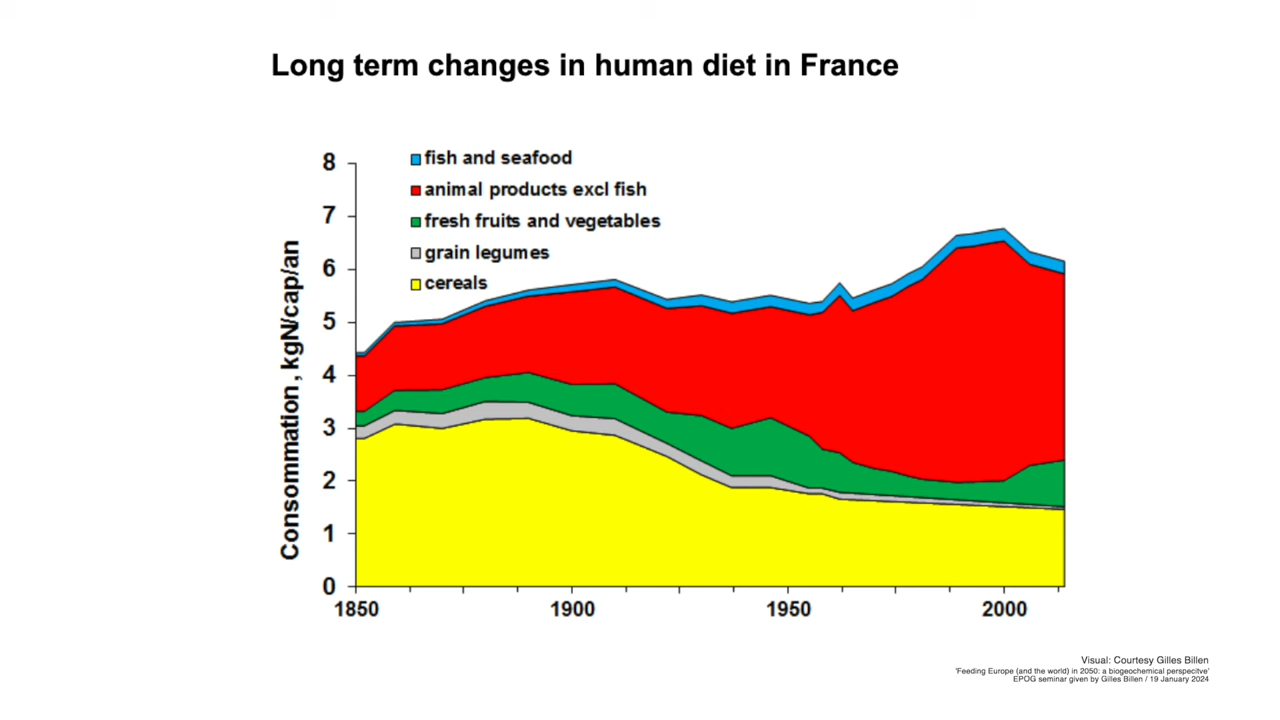 Long term changes in human diet in France
fish and seafood
animal products excl fish
fresh fruits and vegetables
grain legumes
cereals
Consommation, kgN/cap/an
8
7
6
5
4
3
2
1
0
1850 1900 1950 2000
Visual: Courtesy Gilles Billen
'Feeding Europe (and the world) in 2050: a biogeochemical perspecitve'
EPOG seminar given by Gilles Billen / 19 January 2024